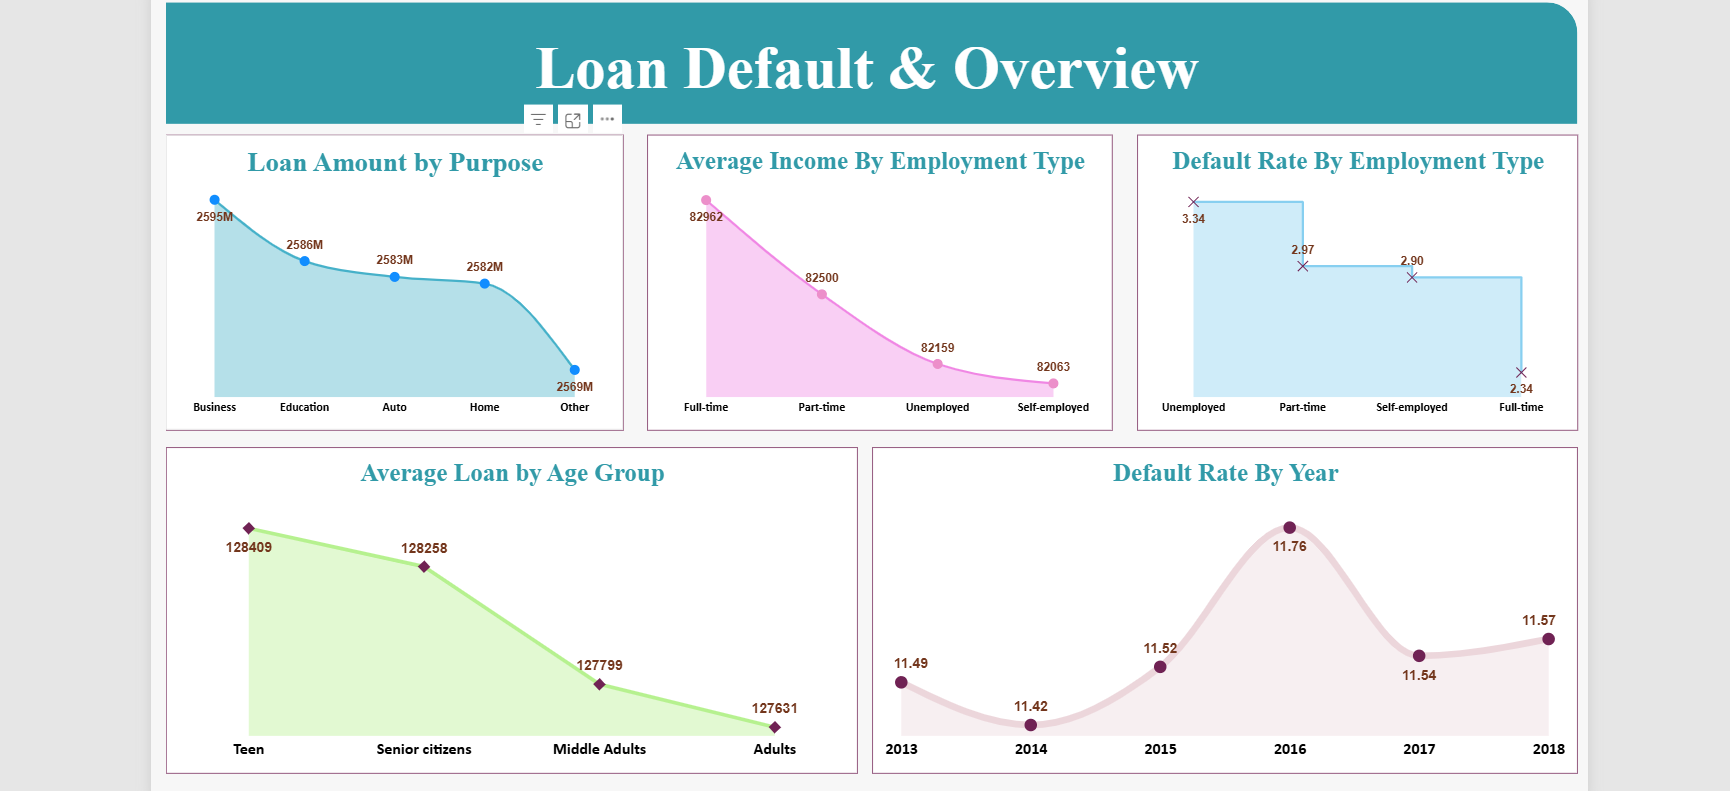 Loan Default & Overview
Loan Amount by Purpose
2595M
2586M
2583M
2582M
2569M
Business Education Auto Home Other
Average Income By Employment Type
82962
82500
82159
82063
Full-time Part-time Unemployed Self-employed
Default Rate By Employment Type
3.34
2.97
2.90
2.34
Unemployed Part-time Self-employed Full-time
Average Loan by Age Group
128409
128258
127799
127631
Teen Senior citizens Middle Adults Adults
Default Rate By Year
11.49
11.42
11.52
11.76
11.54
11.57
2013 2014 2015 2016 2017 2018